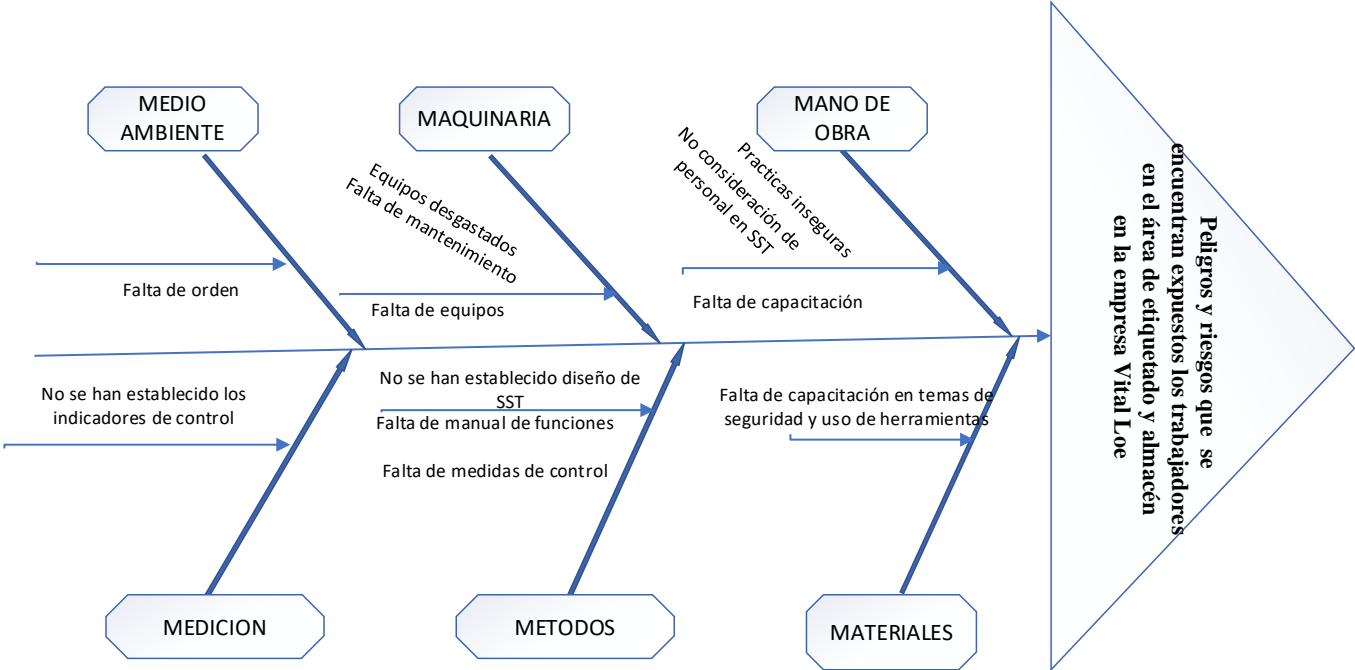 MEDIO
AMBIENTE
MAQUINARIA
MANO DE
OBRA
Equipos desgastados
Falta de mantenimiento
Practicas inseguras
No consideración de
personal en SST
Falta de orden
Falta de equipos
Falta de capacitación
Peligros y riesgos que se
encuentran expuestos los trabajadores
en el área de etiquetado y almacén
en la empresa Vital Loe
No se han establecido los
indicadores de control
No se han establecido diseño de
SST
Falta de manual de funciones
Falta de medidas de control
Falta de capacitación en temas de
seguridad y uso de herramientas
MEDICION
METODOS
MATERIALES